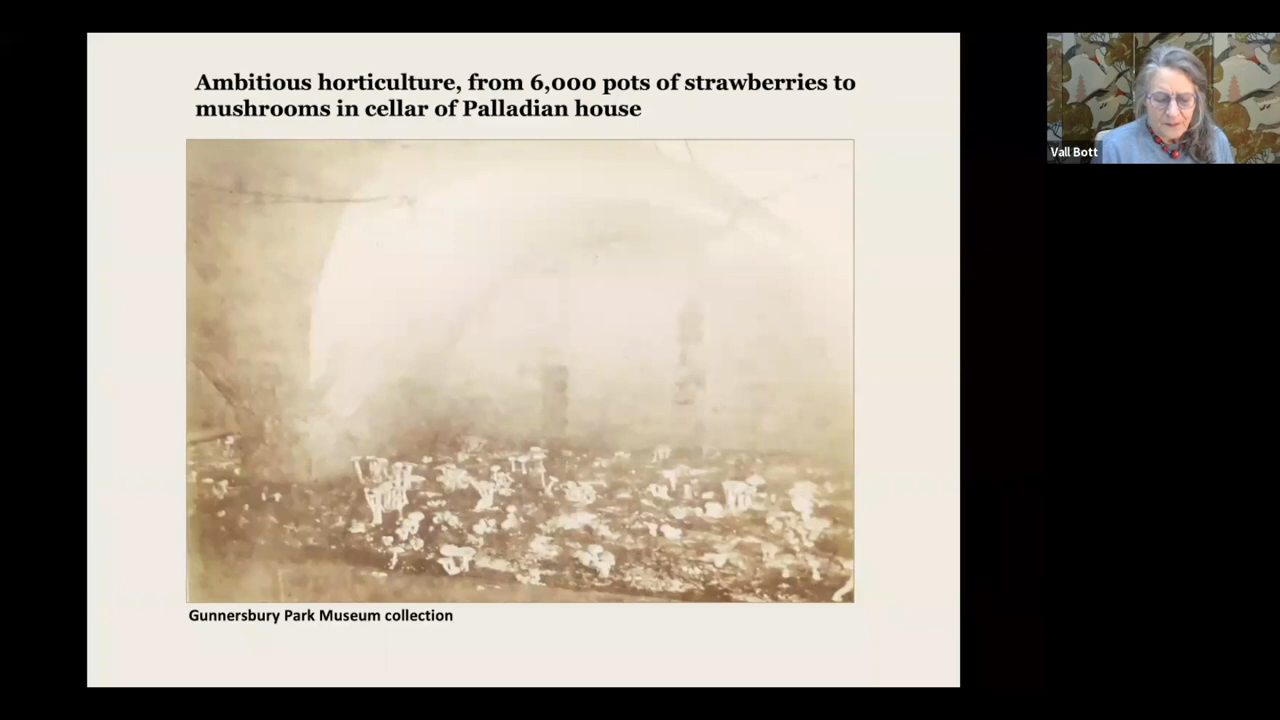 Ambitious horticulture, from 6,000 pots of strawberries to
mushrooms in cellar of Palladian house
Vall Bott
Gunnersbury Park Museum collection